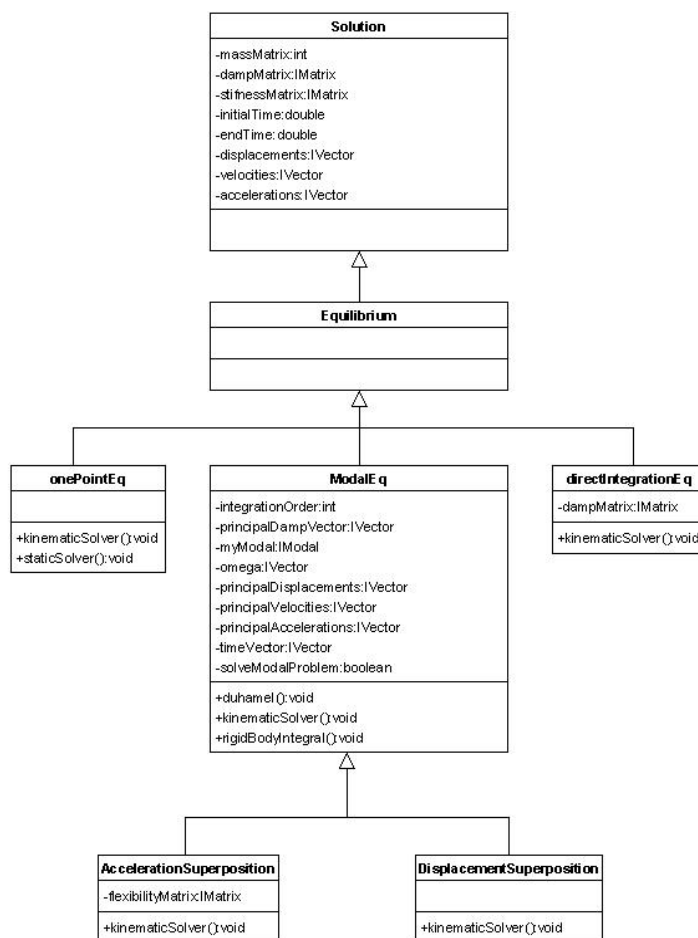 Solution
-massMatrix:int
-dampMatrix:IMatrix
-stifnessMatrix:IMatrix
-initialTime:double
-endTime:double
-displacements:IVector
-velocities:IVector
-accelerations:IVector
Equilibrium
onePointEq
+kinematicSolver():void
+staticSolver():void
ModalEq
-integrationOrder:int
-principalDampVector:IVector
-myModal:IModal
-omega:IVector
-principalDisplacements:IVector
-principalVelocities:IVector
-principalAccelerations:IVector
-timeVector:IVector
-solveModalProblem:boolean
+duhamel():void
+kinematicSolver():void
+rigidBodyIntegral():void
directIntegrationEq
-dampMatrix:IMatrix
+kinematicSolver():void
AccelerationSuperposition
-flexibilityMatrix:IMatrix
+kinematicSolver():void
DisplacementSuperposition
+kinematicSolver():void